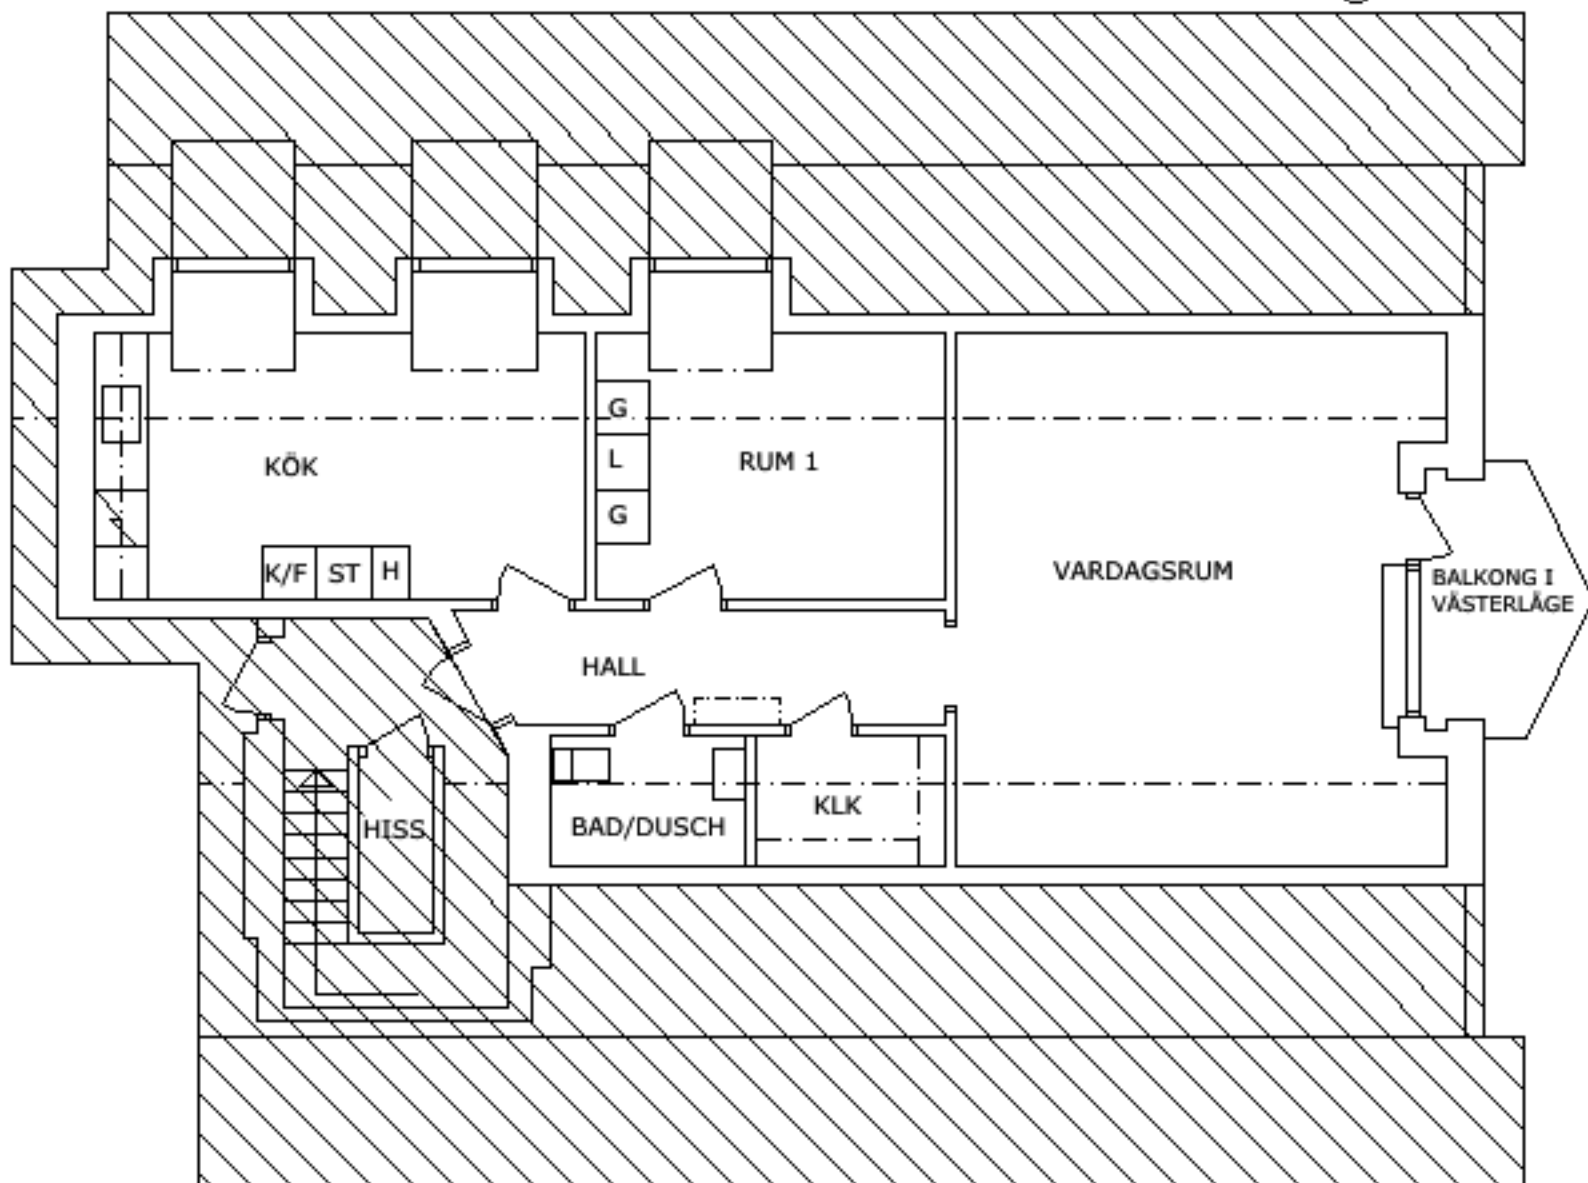 KÖK
G
L
G
RUM 1
K/F
ST
H
VARDAGSRUM
BALKONG I
VÄSTERLÄGE
HALL
HISS
BAD/DUSCH
KLK